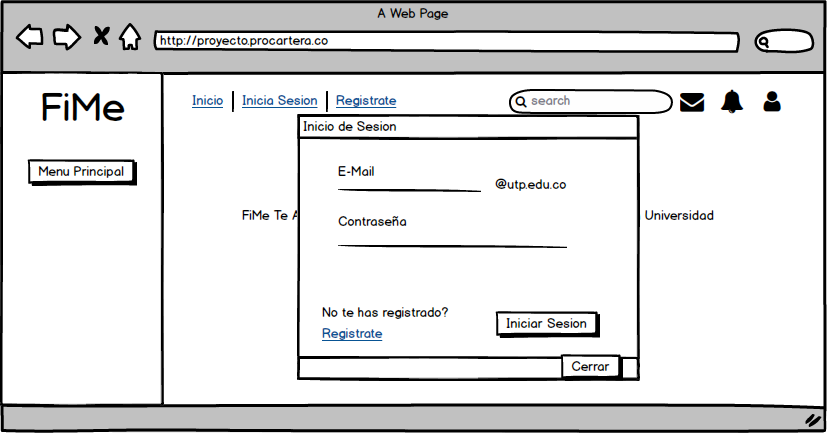 A Web Page
http://proyecto.procartera.co
FiMe
Inicio Inicia Sesion Registrate search
Menu Principal
Inicio de Sesion
E-Mail
@utp.edu.co
FiMe Te A Universidad
Contraseña
No te has registrado?
Registrate
Iniciar Sesion
Cerrar